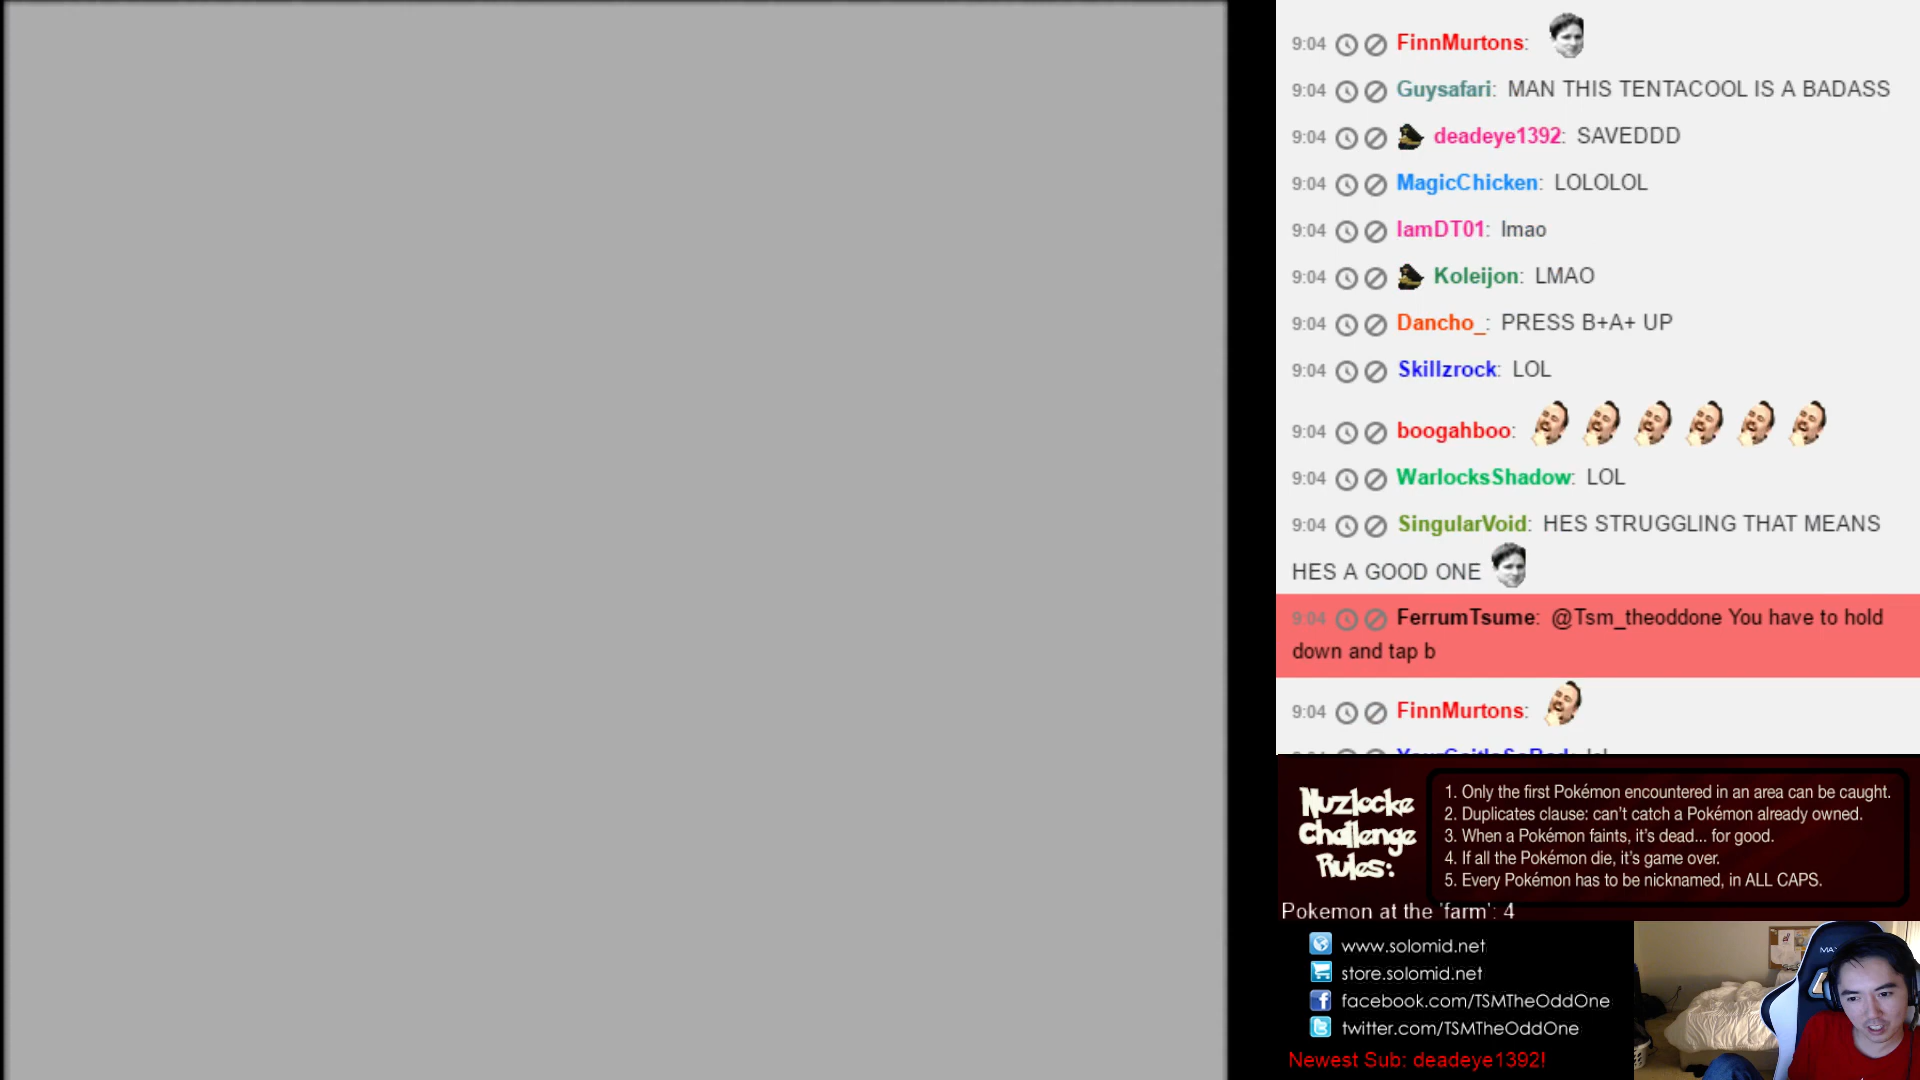 9:04 FinnMurtons:
9:04 Guysafari: MAN THIS TENTACOOL IS A BADASS
9:04 deadeye1392: SAVEDDD
9:04 MagicChicken: LOLOLOL
9:04 IamDT01: lmao
9:04 Koleijon: LMAO
9:04 Dancho_: PRESS B+A+ UP
9:04 Skillzrock: LOL
9:04 boogahboo:
9:04 WarlocksShadow: LOL
9:04 SingularVoid: HES STRUGGLING THAT MEANS
HES A GOOD ONE
9:04 FerrumTsume: @Tsm_theoddone You have to hold
down and tap b
9:04 FinnMurtons:
Nuzlocke
Challenge
Rules:
1. Only the first Pokémon encountered in an area can be caught.
2. Duplicates clause: can't catch a Pokémon already owned.
3. When a Pokémon faints, it's dead... for good.
4. If all the Pokémon die, it's game over.
5. Every Pokémon has to be nicknamed, in ALL CAPS.
Pokemon at the 'farm': 4
www.solomid.net
store.solomid.net
facebook.com/TSMTheOddOne
twitter.com/TSMTheOddOne
Newest Sub: deadeye1392!